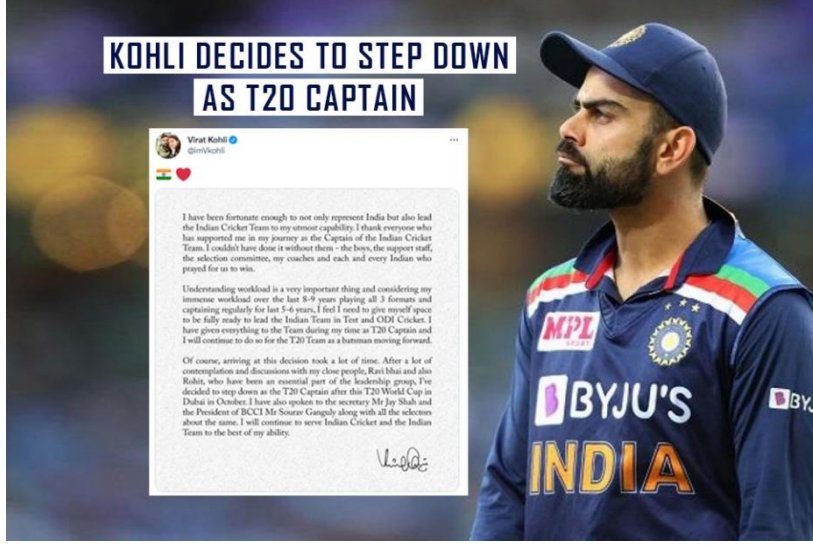 KOHLI DECIDES TO STEP DOWN
AS T20 CAPTAIN
Virat Kohli
@imVkohli
I have been fortunate enough to not only represent India but also lead
the Indian Cricket Team to my utmost capability. I thank everyone who
has supported me in my journey as the Captain of the Indian Cricket
Team. I couldn't have done it without them - the boys, the support staff,
the selection committee, my coaches and each and every Indian who
prayed for us to win.
Understanding workload is a very important thing and considering my
immense workload over the last 8-9 years playing all 3 formats and
captaining regularly for last 5-6 years, I feel I need to give myself space
to be fully ready to lead the Indian Team in Test and ODI Cricket. I
have given everything to the Team during my time as T20 Captain and
I will continue to do so for the T20 Team as a batsman moving forward.
Of course, arriving at this decision took a lot of time. After a lot of
contemplation and discussions with my close people, Ravi bhai and also
Rohit, who have been an essential part of the leadership group, I've
decided to step down as the T20 Captain after this T20 World Cup in
Dubai in October. I have also spoken to the secretary Mr Jay Shah and
the President of BCCI Mr Sourav Ganguly along with all the selectors
about the same. I will continue to serve Indian Cricket and the Indian
Team to the best of my ability.
MPL
SPORTS
BYJU'S
BY
INDIA